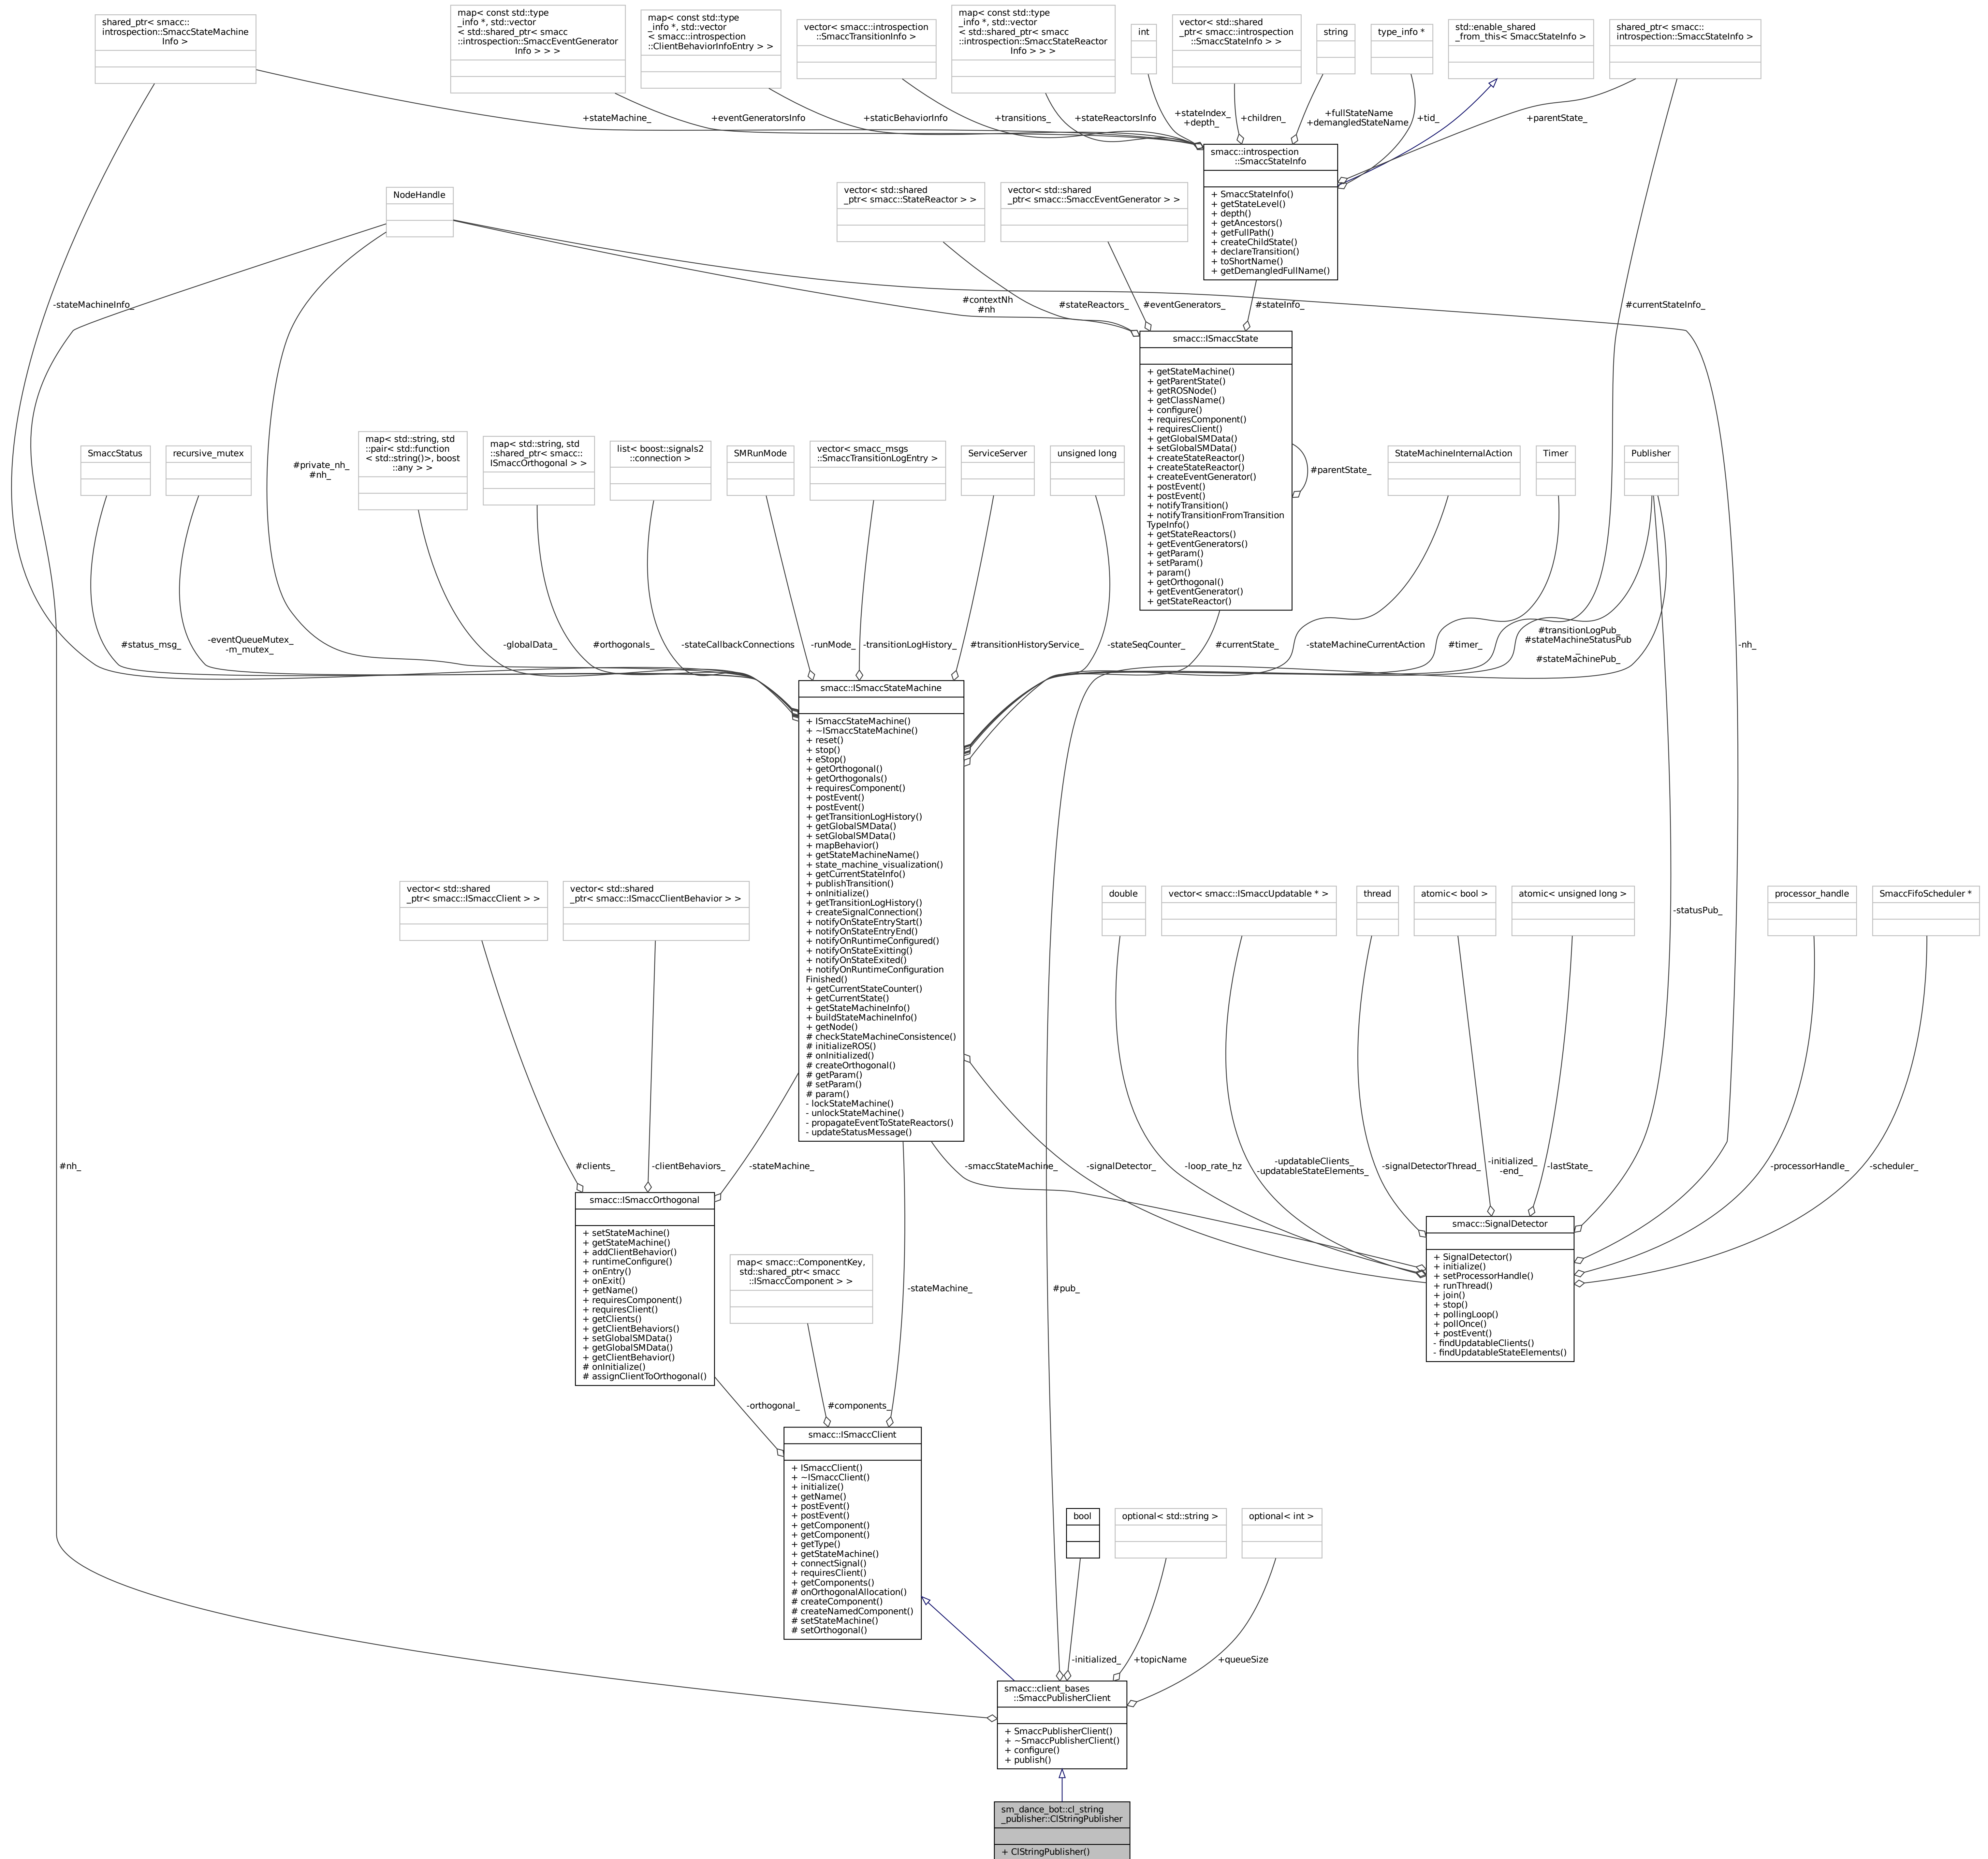 shared_ptr< smacc::
introspection::SmaccStateMachine
Info >
map< const std::type
_info *, std::vector
< std::shared_ptr< smacc
::introspection::SmaccEventGenerator
Info > > >
map< const std::type
_info *, std::vector
< smacc::introspection
::ClientBehaviorInfoEntry > >
vector< smacc::introspection
::SmaccTransitionInfo >
map< const std::type
_info *, std::vector
< std::shared_ptr< smacc
::introspection::SmaccStateReactor
Info > > >
int
vector< std::shared
_ptr< smacc::introspection
::SmaccStateInfo > >
string
type_info *
std::enable_shared
_from_this< SmaccStateInfo >
shared_ptr< smacc::
introspection::SmaccStateInfo >
+stateMachine_
+eventGeneratorsInfo
+staticBehaviorInfo
+transitions_
+stateReactorsInfo
+stateIndex_
+depth_
+children_
+fullStateName
+demangledStateName
+tid_
+parentState_
smacc::introspection
::SmaccStateInfo
+ SmaccStateInfo()
+ getStateLevel()
+ depth()
+ getAncestors()
+ getFullPath()
+ createChildState()
+ declareTransition()
+ toShortName()
+ getDemangledFullName()
NodeHandle
vector< std::shared
_ptr< smacc::StateReactor > >
vector< std::shared
_ptr< smacc::SmaccEventGenerator > >
-stateMachineInfo_
#contextNh
#nh
#stateReactors_
#eventGenerators_
#stateInfo_
#currentStateInfo_
smacc::ISmaccState
+ getStateMachine()
+ getParentState()
+ getROSNode()
+ getClassName()
+ configure()
+ requiresComponent()
+ requiresClient()
+ getGlobalSMData()
+ setGlobalSMData()
+ createStateReactor()
+ createStateReactor()
+ createEventGenerator()
+ postEvent()
+ postEvent()
+ notifyTransition()
+ notifyTransitionFromTransition
TypeInfo()
+ getStateReactors()
+ getEventGenerators()
+ getParam()
+ setParam()
+ param()
+ getOrthogonal()
+ getEventGenerator()
+ getStateReactor()
#parentState_
SmaccStatus
recursive_mutex
#private_nh_
#nh_
map< std::string, std
::pair< std::function
< std::string()>, boost
::any > >
map< std::string, std
::shared_ptr< smacc::
ISmaccOrthogonal > >
list< boost::signals2
::connection >
SMRunMode
vector< smacc_msgs
::SmaccTransitionLogEntry >
ServiceServer
unsigned long
StateMachineInternalAction
Timer
Publisher
#status_msg_
-eventQueueMutex_
-m_mutex_
-globalData_
#orthogonals_
-stateCallbackConnections
-runMode_
-transitionLogHistory_
#transitionHistoryService_
-stateSeqCounter_
#currentState_
-stateMachineCurrentAction
#timer_
#transitionLogPub_
#stateMachineStatusPub
_
#stateMachinePub_
-nh_
smacc::ISmaccStateMachine
+ ISmaccStateMachine()
+ ~ISmaccStateMachine()
+ reset()
+ stop()
+ eStop()
+ getOrthogonal()
+ getOrthogonals()
+ requiresComponent()
+ postEvent()
+ postEvent()
+ getTransitionLogHistory()
+ getGlobalSMData()
+ setGlobalSMData()
+ mapBehavior()
+ getStateMachineName()
+ state_machine_visualization()
+ getCurrentStateInfo()
+ publishTransition()
+ onInitialize()
+ getTransitionLogHistory()
+ createSignalConnection()
+ notifyOnStateEntryStart()
+ notifyOnStateEntryEnd()
+ notifyOnRuntimeConfigured()
+ notifyOnStateExitting()
+ notifyOnStateExited()
+ notifyOnRuntimeConfiguration
Finished()
+ getCurrentStateCounter()
+ getCurrentState()
+ getStateMachineInfo()
+ buildStateMachineInfo()
+ getNode()
# checkStateMachineConsistence()
# initializeROS()
# onInitialized()
# createOrthogonal()
# getParam()
# setParam()
# param()
- lockStateMachine()
- unlockStateMachine()
- propagateEventToStateReactors()
- updateStatusMessage()
vector< std::shared
_ptr< smacc::ISmaccClient > >
vector< std::shared
_ptr< smacc::ISmaccClientBehavior > >
double
vector< smacc::ISmaccUpdatable * >
thread
atomic< bool >
atomic< unsigned long >
-statusPub_
processor_handle
SmaccFifoScheduler *
#nh_
#clients_
-clientBehaviors_
-stateMachine_
-smaccStateMachine_
-signalDetector_
-loop_rate_hz
-updatableClients_
-updatableStateElements_
-signalDetectorThread_
-initialized_
-end_
-lastState_
-processorHandle_
-scheduler_
smacc::ISmaccOrthogonal
+ setStateMachine()
+ getStateMachine()
+ addClientBehavior()
+ runtimeConfigure()
+ onEntry()
+ onExit()
+ getName()
+ requiresComponent()
+ requiresClient()
+ getClients()
+ getClientBehaviors()
+ setGlobalSMData()
+ getGlobalSMData()
+ getClientBehavior()
# onInitialize()
# assignClientToOrthogonal()
smacc::SignalDetector
+ SignalDetector()
+ initialize()
+ setProcessorHandle()
+ runThread()
+ join()
+ stop()
+ pollingLoop()
+ pollOnce()
+ postEvent()
- findUpdatableClients()
- findUpdatableStateElements()
map< smacc::ComponentKey,
std::shared_ptr< smacc
::ISmaccComponent > >
-stateMachine_
#pub_
-orthogonal_
#components_
smacc::ISmaccClient
+ ISmaccClient()
+ ~ISmaccClient()
+ initialize()
+ getName()
+ postEvent()
+ postEvent()
+ getComponent()
+ getComponent()
+ getType()
+ getStateMachine()
+ connectSignal()
+ requiresClient()
+ getComponents()
# onOrthogonalAllocation()
# createComponent()
# createNamedComponent()
# setStateMachine()
# setOrthogonal()
bool
optional< std::string >
optional< int >
-initialized_
+topicName
+queueSize
smacc::client_bases
::SmaccPublisherClient
+ SmaccPublisherClient()
+ ~SmaccPublisherClient()
+ configure()
+ publish()
sm_dance_bot::cl_string
_publisher::ClStringPublisher
+ ClStringPublisher()